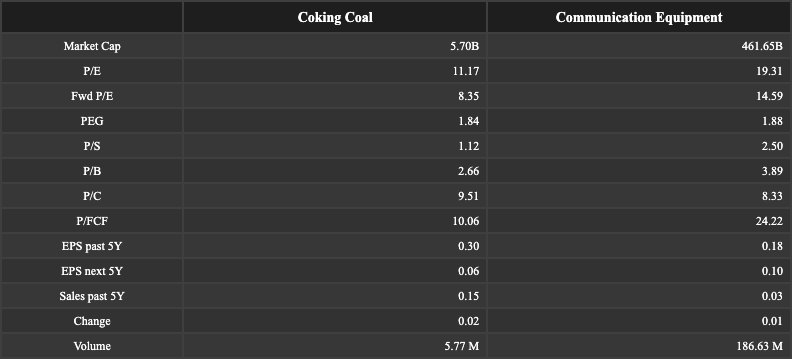 Coking Coal Communication Equipment
Market Cap 5.70B 461.65B
P/E 11.17 19.31
Fwd P/E 8.35 14.59
PEG 1.84 1.88
P/S 1.12 2.50
P/B 2.66 3.89
P/C 9.51 8.33
P/FCF 10.06 24.22
EPS past 5Y 0.30 0.18
EPS next 5Y 0.06 0.10
Sales past 5Y 0.15 0.03
Change 0.02 0.01
Volume 5.77 M 186.63 M